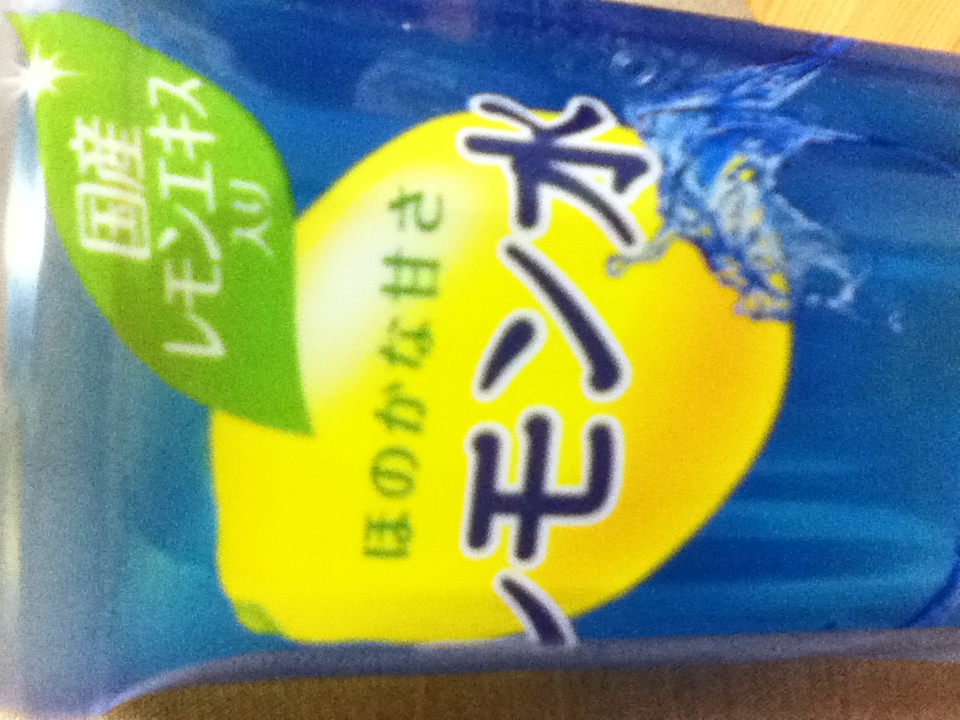 国産
レモンエキス
入り
ほのかな甘さ
レモン水